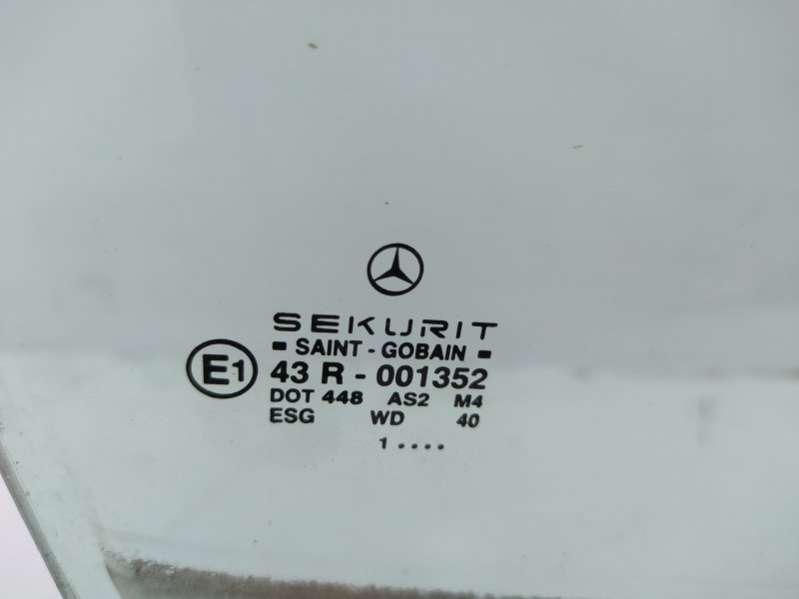 SEKURIT
SAINT - GOBAIN
E1 43 R - 001352
DOT 448 AS2 M4
ESG WD 40
1 ....